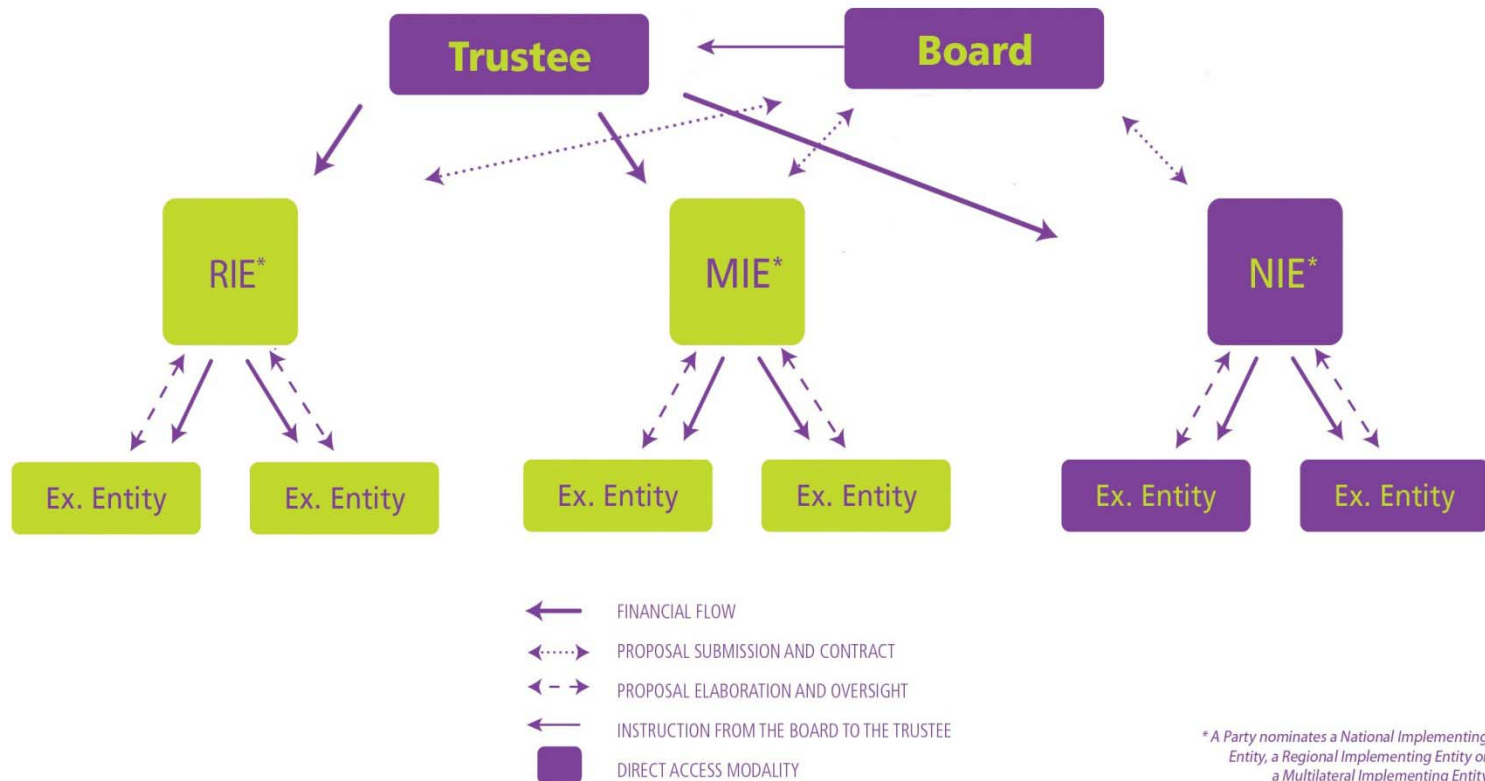 Trustee
Board
RIE*
MIE*
NIE*
Ex. Entity
Ex. Entity
Ex. Entity
Ex. Entity
Ex. Entity
Ex. Entity
FINANCIAL FLOW
PROPOSAL SUBMISSION AND CONTRACT
PROPOSAL ELABORATION AND OVERSIGHT
INSTRUCTION FROM THE BOARD TO THE TRUSTEE
DIRECT ACCESS MODALITY
* A Party nominates a National Implementing
Entity, a Regional Implementing Entity or
a Multilateral Implementing Entity